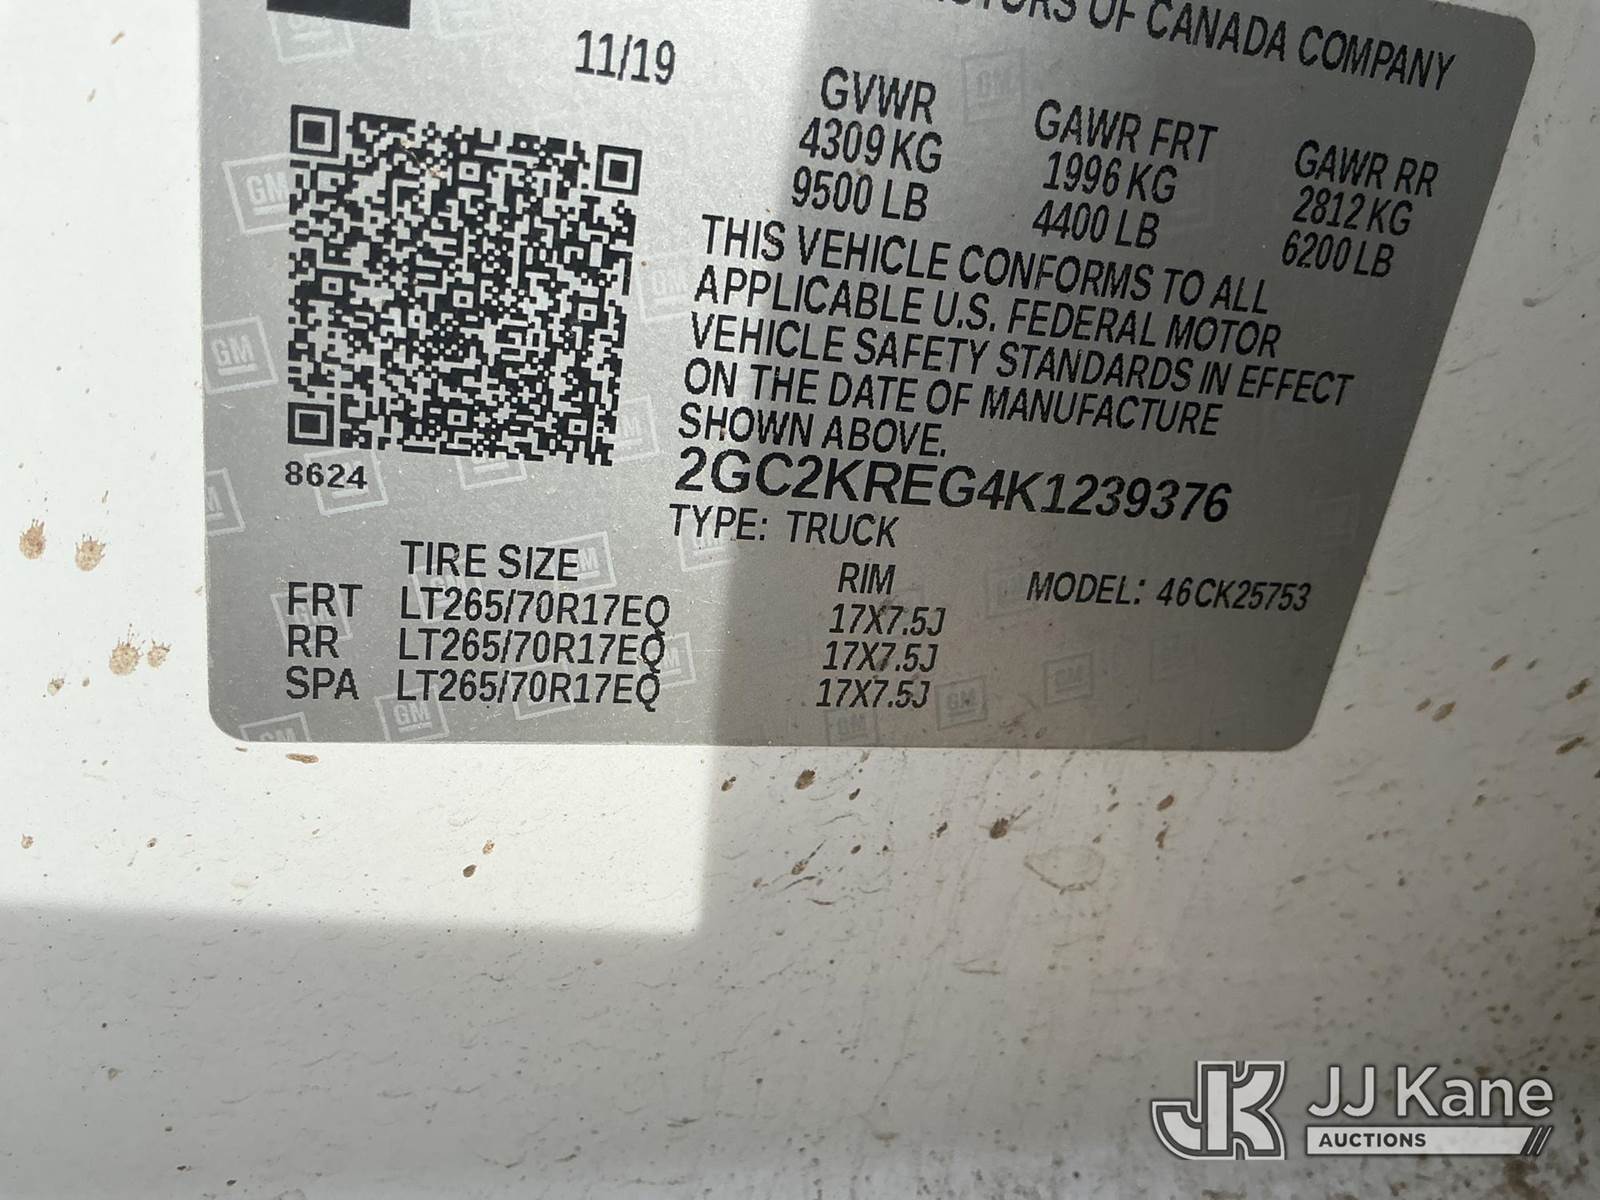 OF CANADA COMPANY
11/19
GVWR GAWR FRT GAWR RR
4309 KG 1996 KG 2812 KG
9500 LB 4400 LB 6200 LB
THIS VEHICLE CONFORMS TO ALL
APPLICABLE U.S. FEDERAL MOTOR
VEHICLE SAFETY STANDARDS IN EFFECT
ON THE DATE OF MANUFACTURE
SHOWN ABOVE.
8624
2GC2KREG4K1239376
TYPE: TRUCK
TIRE SIZE RIM MODEL: 46CK25753
FRT LT265/70R17EQ 17X7.5J
RR LT265/70R17EQ 17X7.5J
SPA LT265/70R17EQ 17X7.5J
GM
JK JJ Kane
AUCTIONS